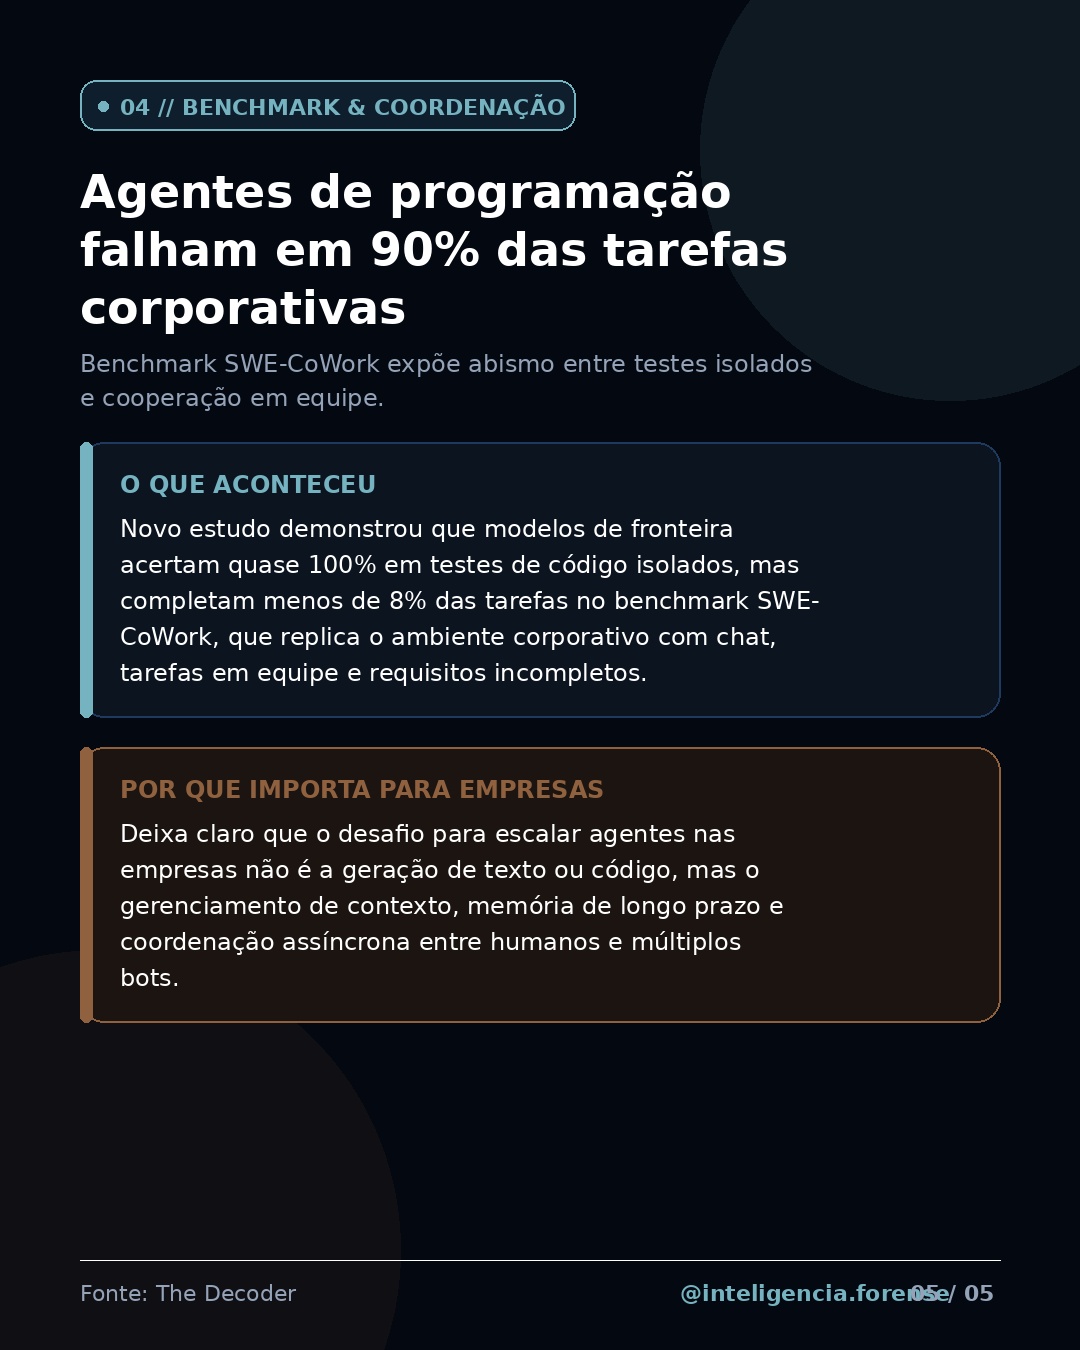 04 // BENCHMARK & COORDENAÇÃO
Agentes de programação
falham em 90% das tarefas
corporativas
Benchmark SWE-CoWork expõe abismo entre testes isolados
e cooperação em equipe.
O QUE ACONTECEU
Novo estudo demonstrou que modelos de fronteira
acertam quase 100% em testes de código isolados, mas
completam menos de 8% das tarefas no benchmark SWE-
CoWork, que replica o ambiente corporativo com chat,
tarefas em equipe e requisitos incompletos.
POR QUE IMPORTA PARA EMPRESAS
Deixa claro que o desafio para escalar agentes nas
empresas não é a geração de texto ou código, mas o
gerenciamento de contexto, memória de longo prazo e
coordenação assíncrona entre humanos e múltiplos
bots.
Fonte: The Decoder
@inteligencia.forense
05 / 05